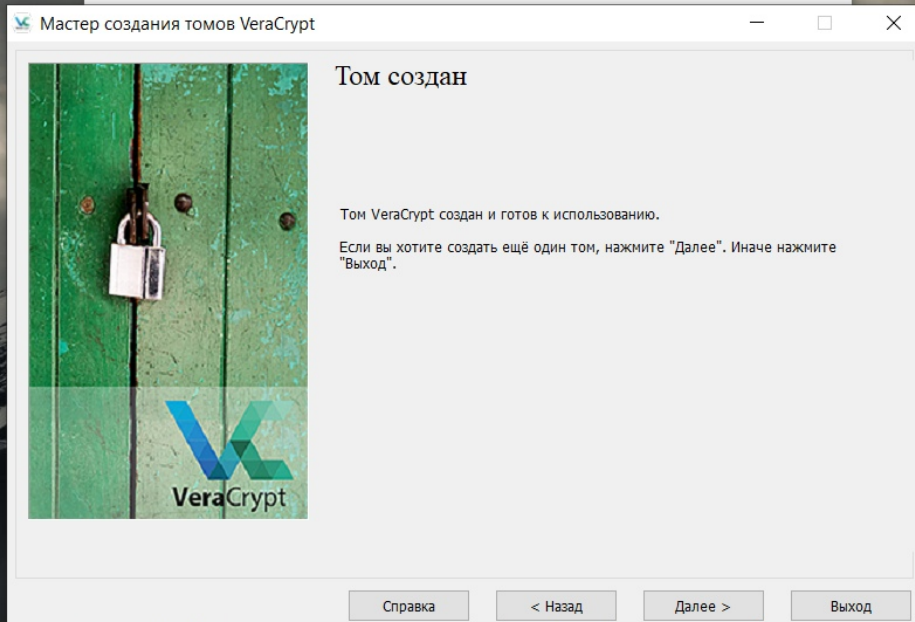 Мастер создания томов VeraCrypt
Том создан
Том VeraCrypt создан и готов к использованию.
Если вы хотите создать ещё один том, нажмите "Далее". Иначе нажмите
"Выход".
VeraCrypt
Справка
< Назад
Далее >
Выход